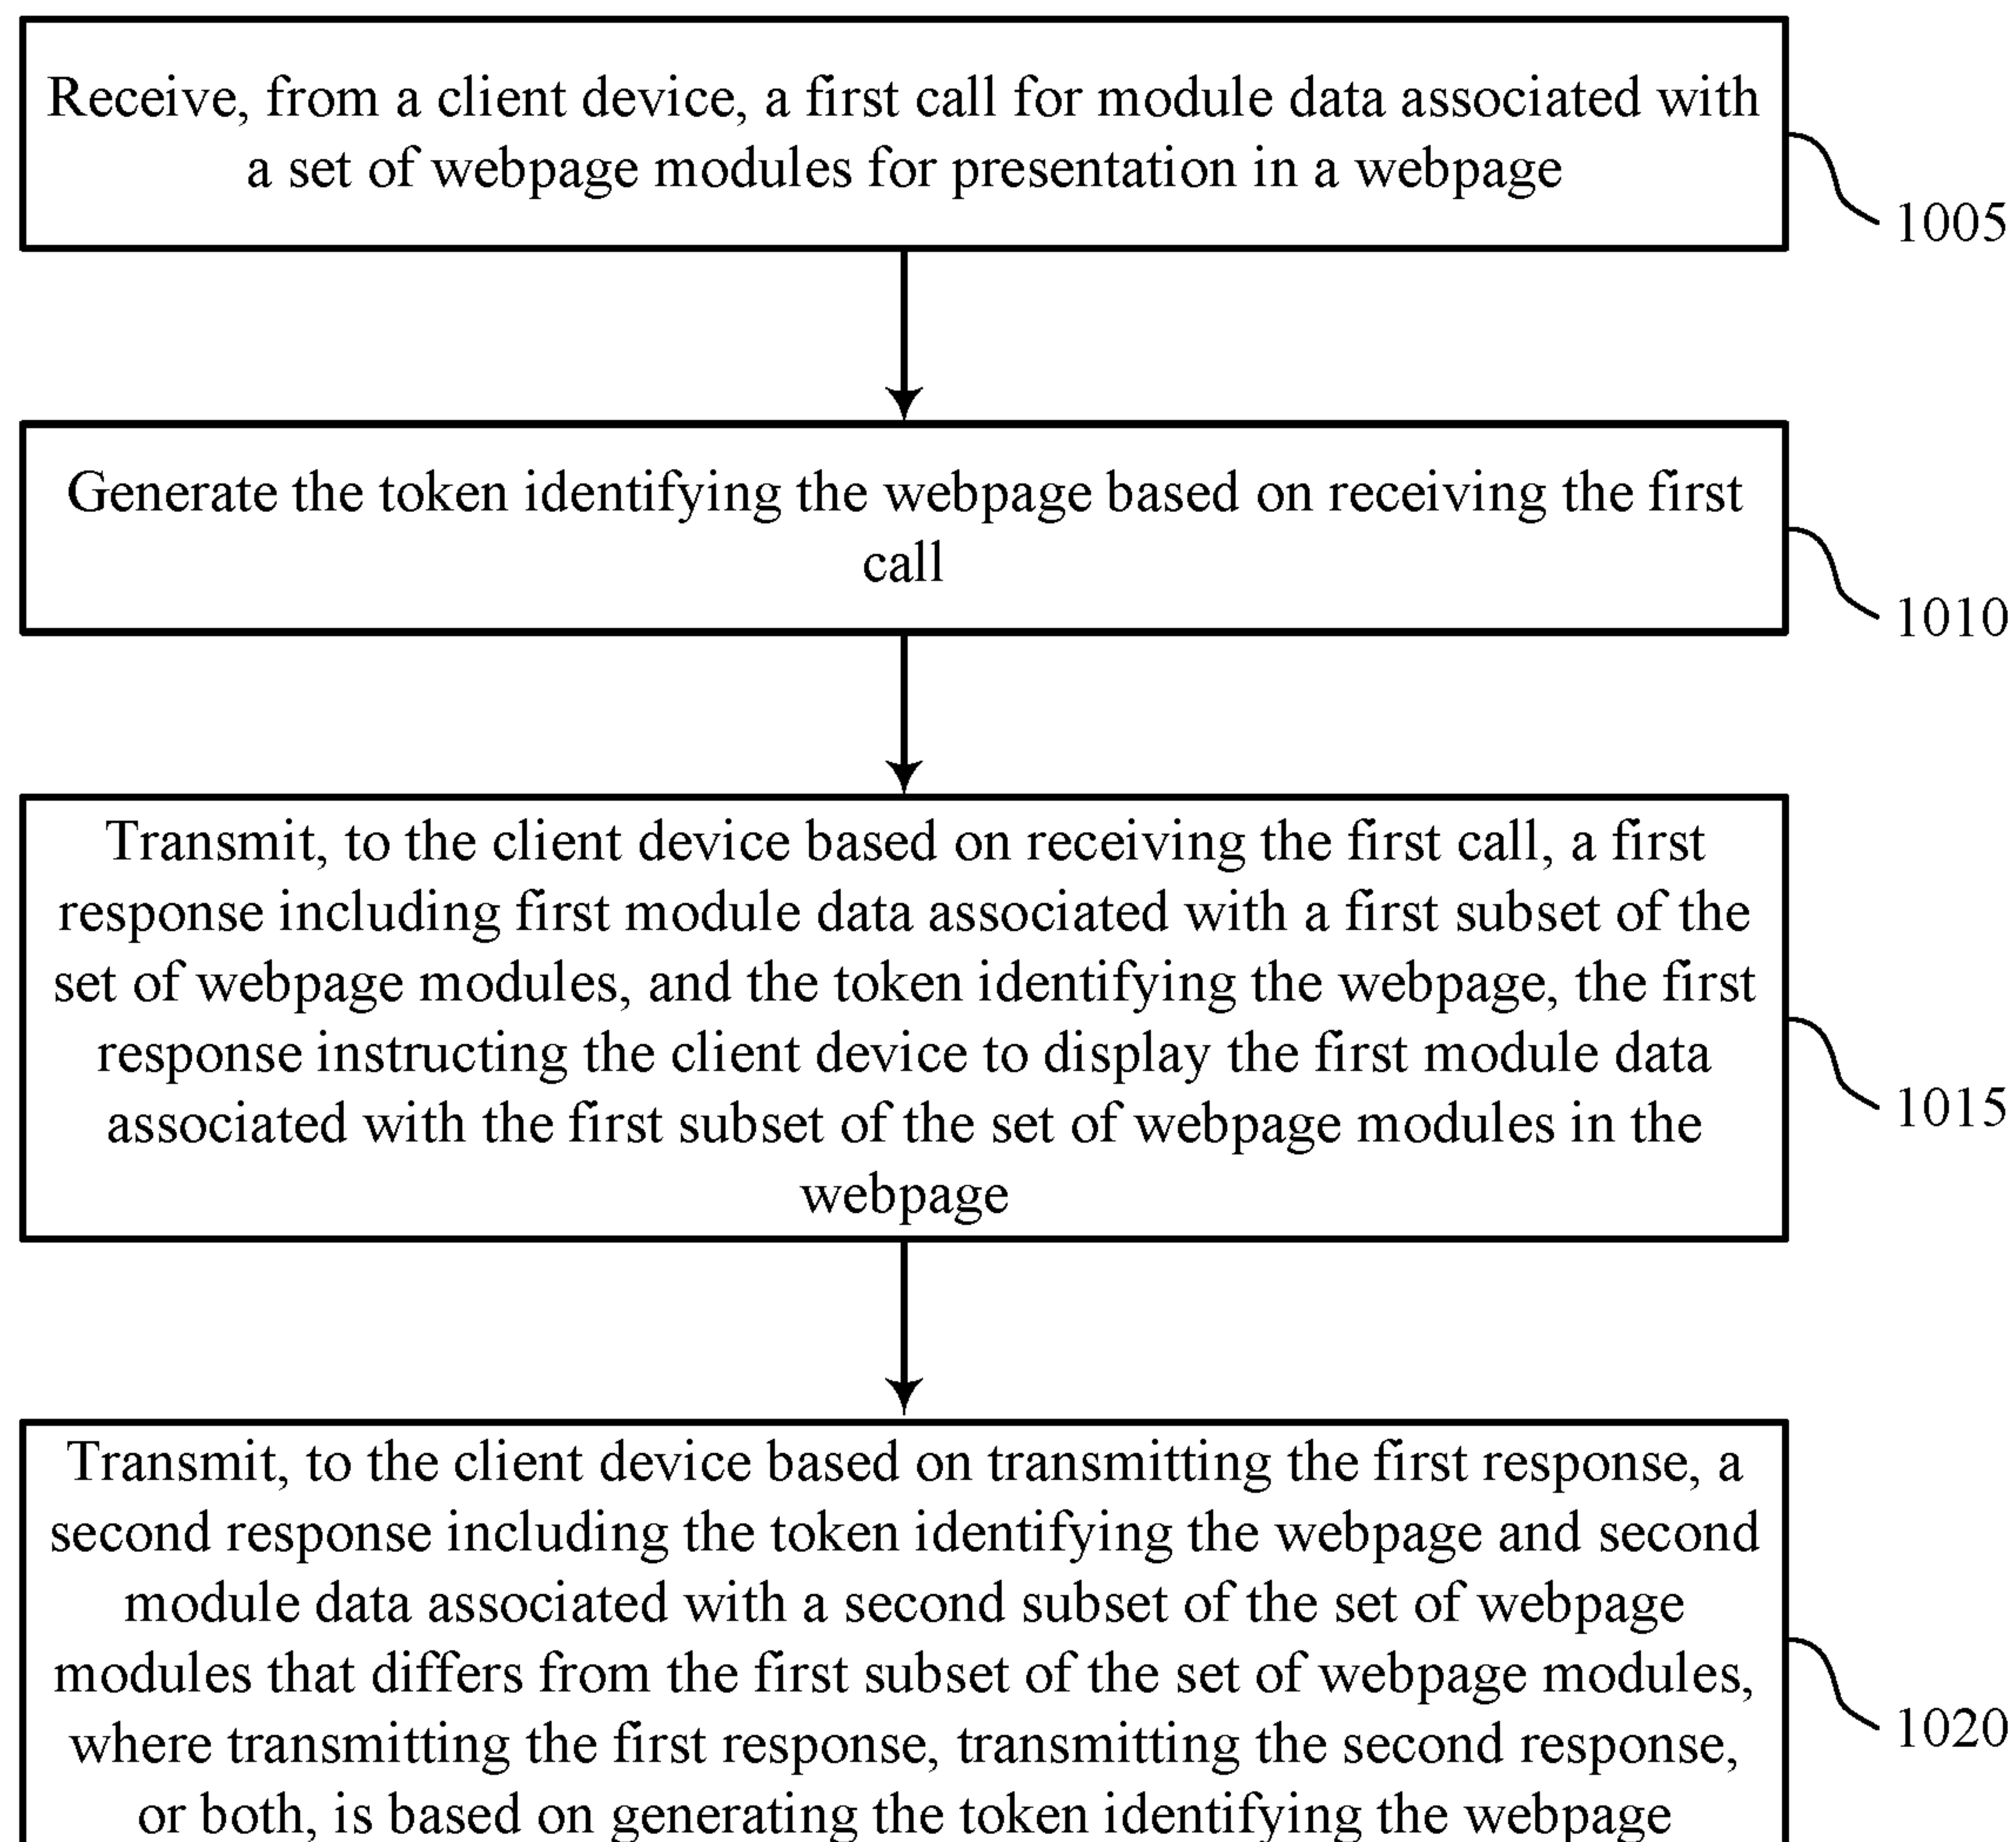 Receive, from a client device, a first call for module data associated with
a set of webpage modules for presentation in a webpage
1005
Generate the token identifying the webpage based on receiving the first
call
1010
Transmit, to the client device based on receiving the first call, a first
response including first module data associated with a first subset of the
set of webpage modules, and the token identifying the webpage, the first
response instructing the client device to display the first module data
associated with the first subset of the set of webpage modules in the
webpage
1015
Transmit, to the client device based on transmitting the first response, a
second response including the token identifying the webpage and second
module data associated with a second subset of the set of webpage
modules that differs from the first subset of the set of webpage modules,
where transmitting the first response, transmitting the second response,
or both, is based on generating the token identifying the webpage
1020